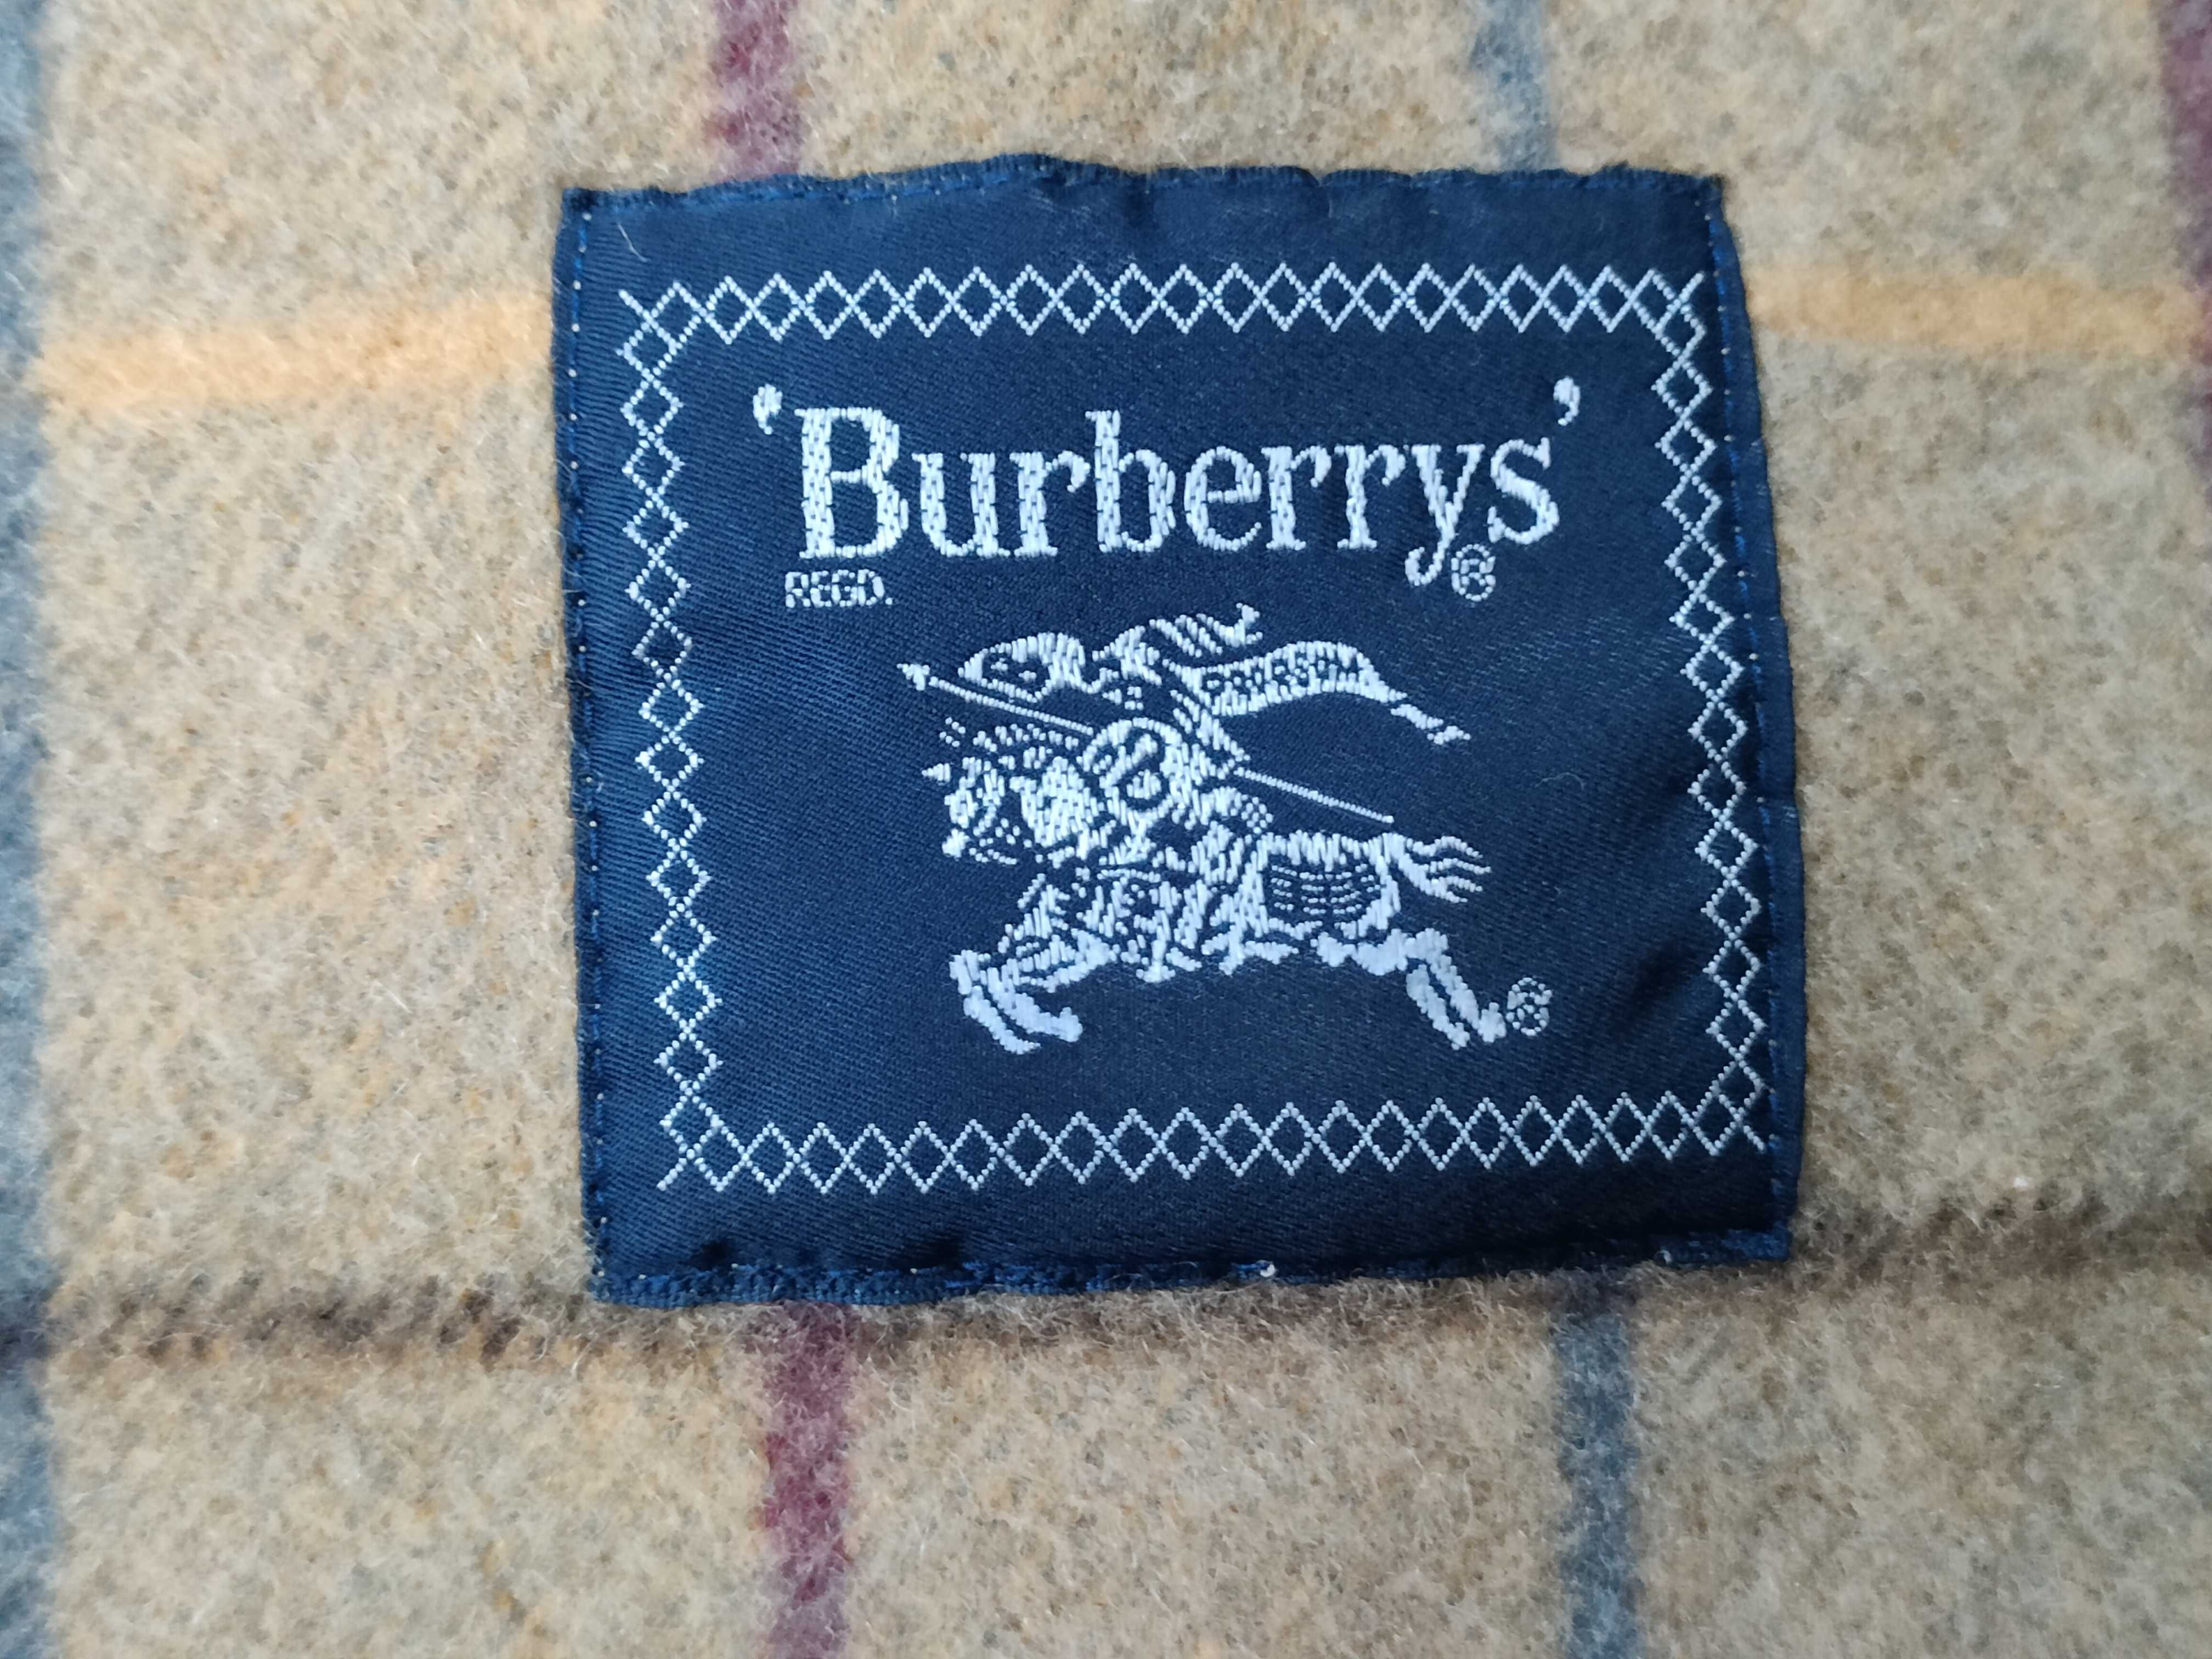 ‘Burberrys’
REGD. ®
PRORSUM
®